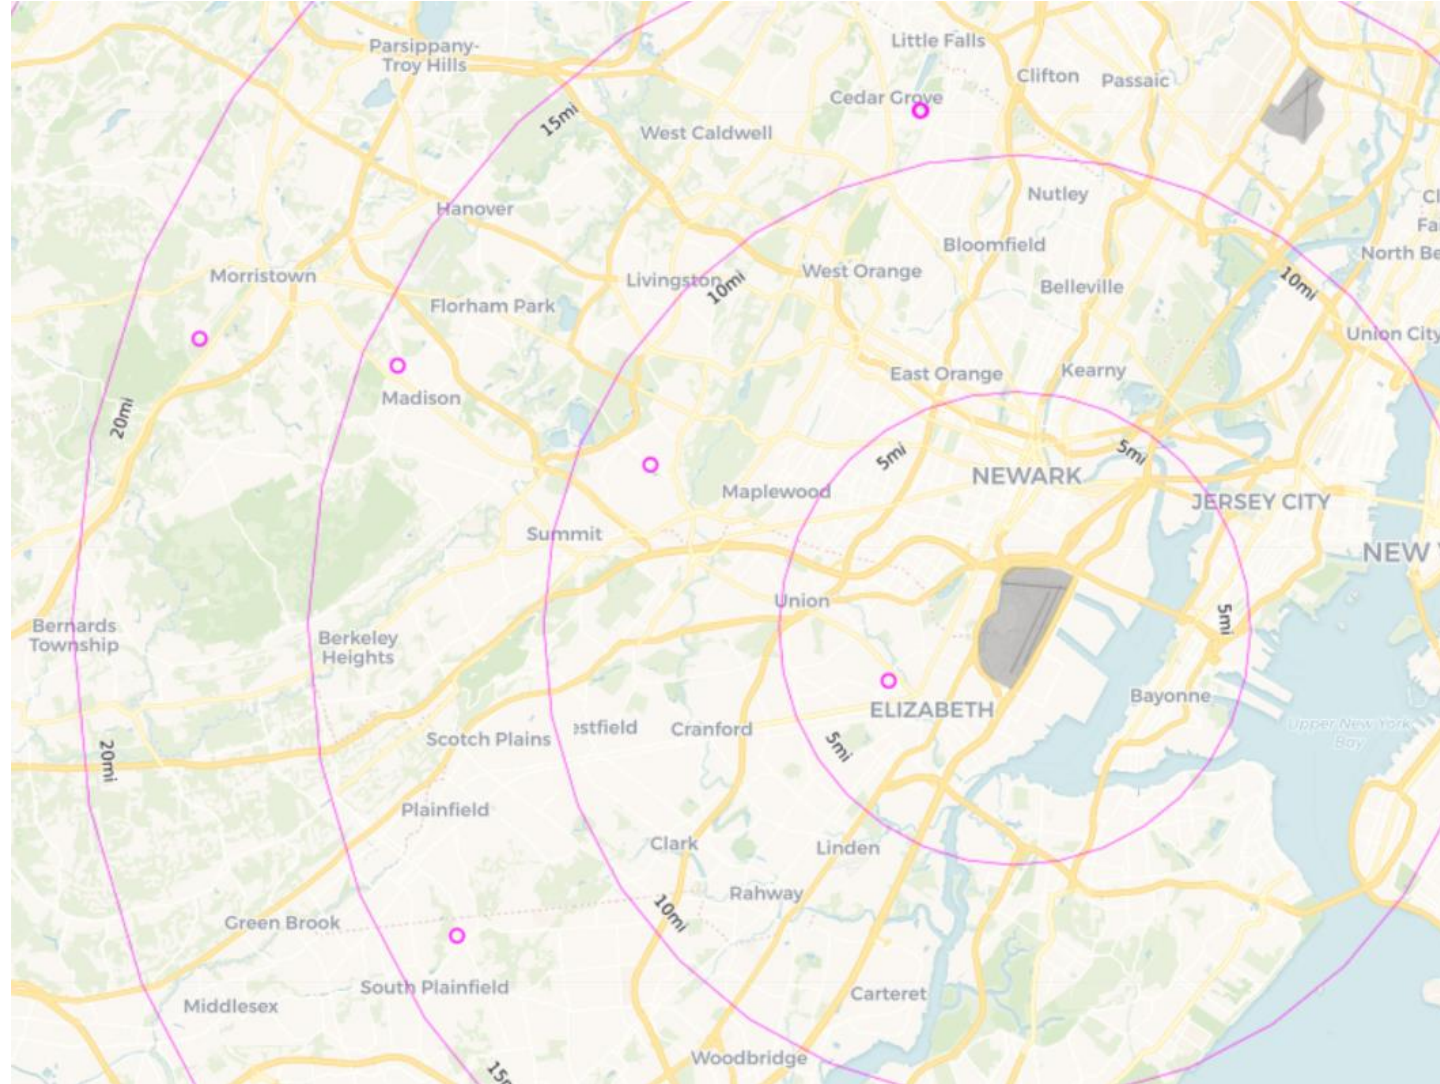 Parsippany-
Troy Hills
Little Falls
Clifton
Passaic
Cedar Grove
15mi
West Caldwell
Nutley
Hanover
Bloomfield
North Be
Morristown
Livingston
West Orange
10mi
10mi
Belleville
Florham Park
Union City
East Orange
Kearny
Madison
20mi
5mi
5mi
NEWARK
Maplewood
JERSEY CITY
Summit
NEW
Union
5mi
Bernards
Township
Berkeley
Heights
Bayonne
ELIZABETH
Upper New York
Bay
Scotch Plains
estfield
Cranford
5mi
20mi
Plainfield
Clark
Linden
Rahway
10mi
Green Brook
South Plainfield
Middlesex
Carteret
Woodbridge